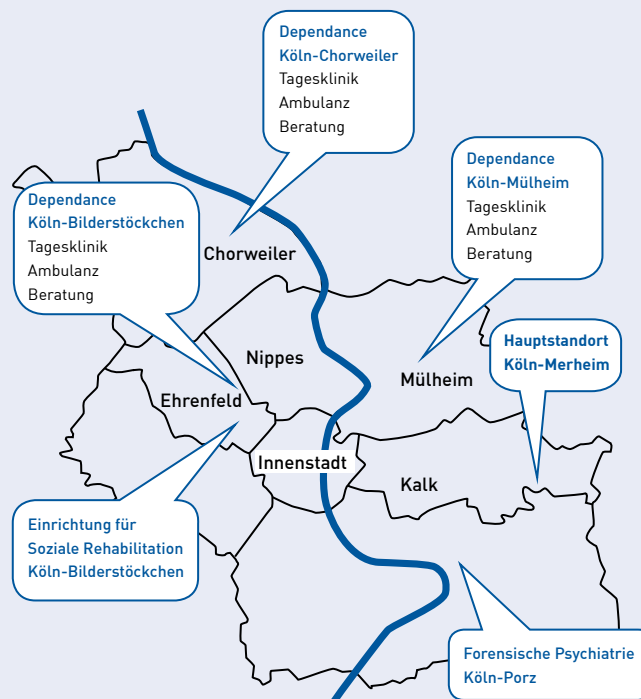 Dependance
Köln-Chorweiler
Tagesklinik
Ambulanz
Beratung
Dependance
Köln-Mülheim
Tagesklinik
Ambulanz
Beratung
Dependance
Köln-Bilderstöckchen
Tagesklinik
Ambulanz
Beratung
Chorweiler
Hauptstandort
Köln-Merheim
Nippes
Mülheim
Ehrenfeld
Innenstadt
Kalk
Einrichtung für
Soziale Rehabilitation
Köln-Bilderstöckchen
Forensische Psychiatrie
Köln-Porz